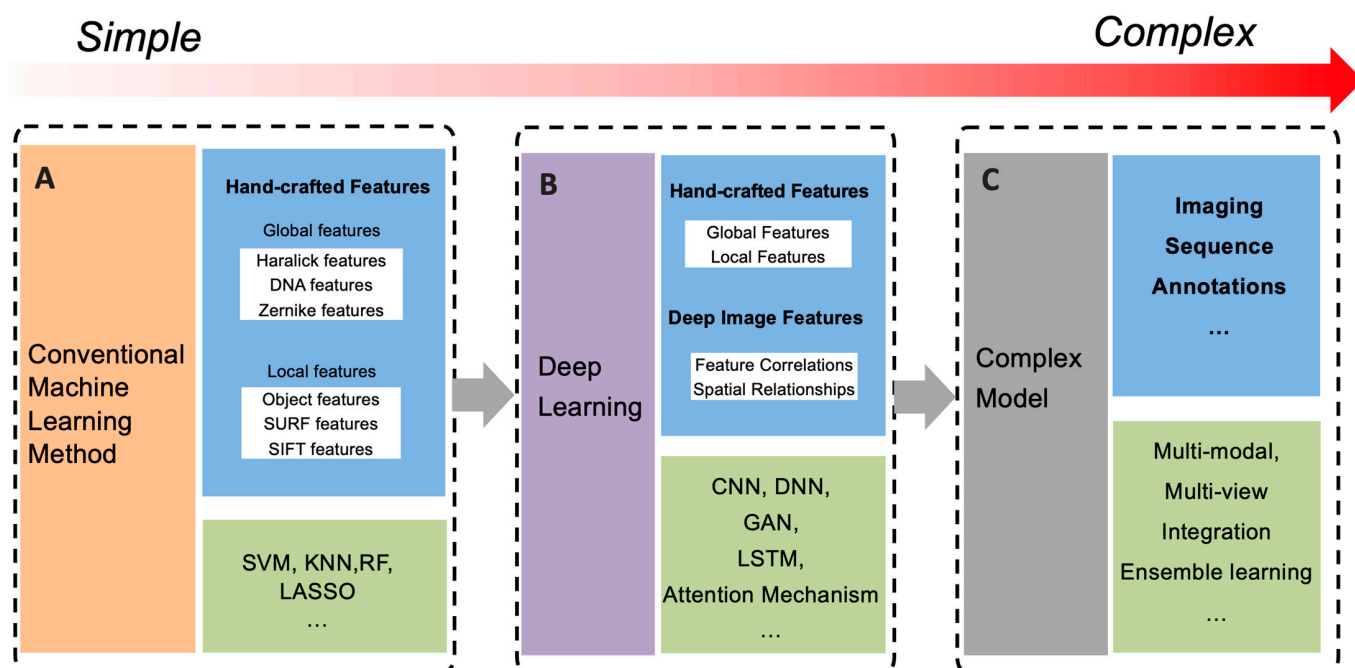 Simple
Complex
A
Conventional
Machine
Learning
Method
Hand-crafted Features
Global features
Haralick features
DNA features
Zernike features
Local features
Object features
SURF features
SIFT features
SVM, KNN,RF,
LASSO
...
B
Deep
Learning
Hand-crafted Features
Global Features
Local Features
Deep Image Features
Feature Correlations
Spatial Relationships
CNN, DNN,
GAN,
LSTM,
Attention Mechanism
...
C
Complex
Model
Imaging
Sequence
Annotations
...
Multi-modal,
Multi-view
Integration
Ensemble learning
...